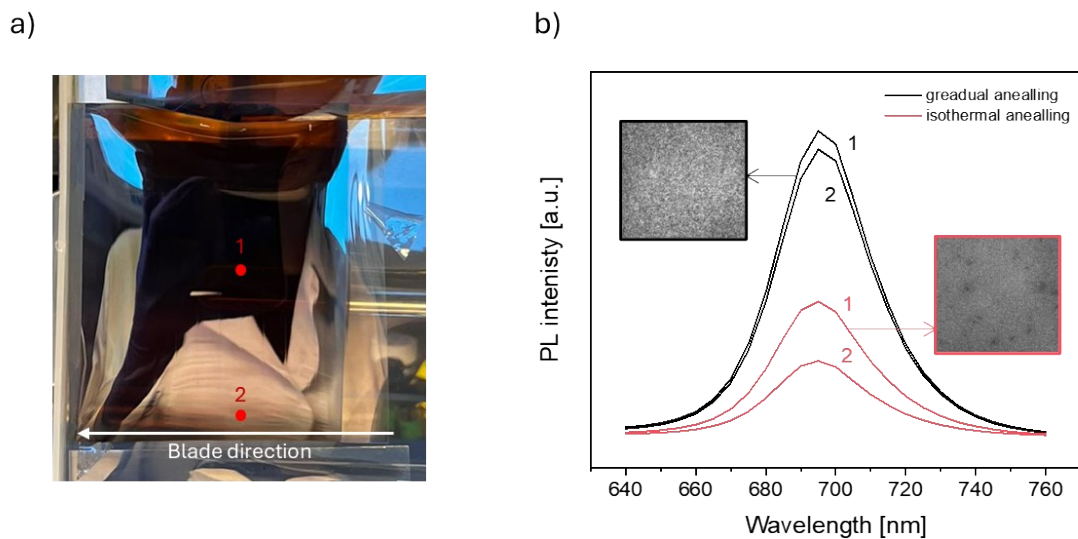 a)
b)
1
2
Blade direction
PL intenisty [a.u.]
greadual anealling
isothermal anealling
1
2
1
2
640 660 680 700 720 740 760
Wavelength [nm]